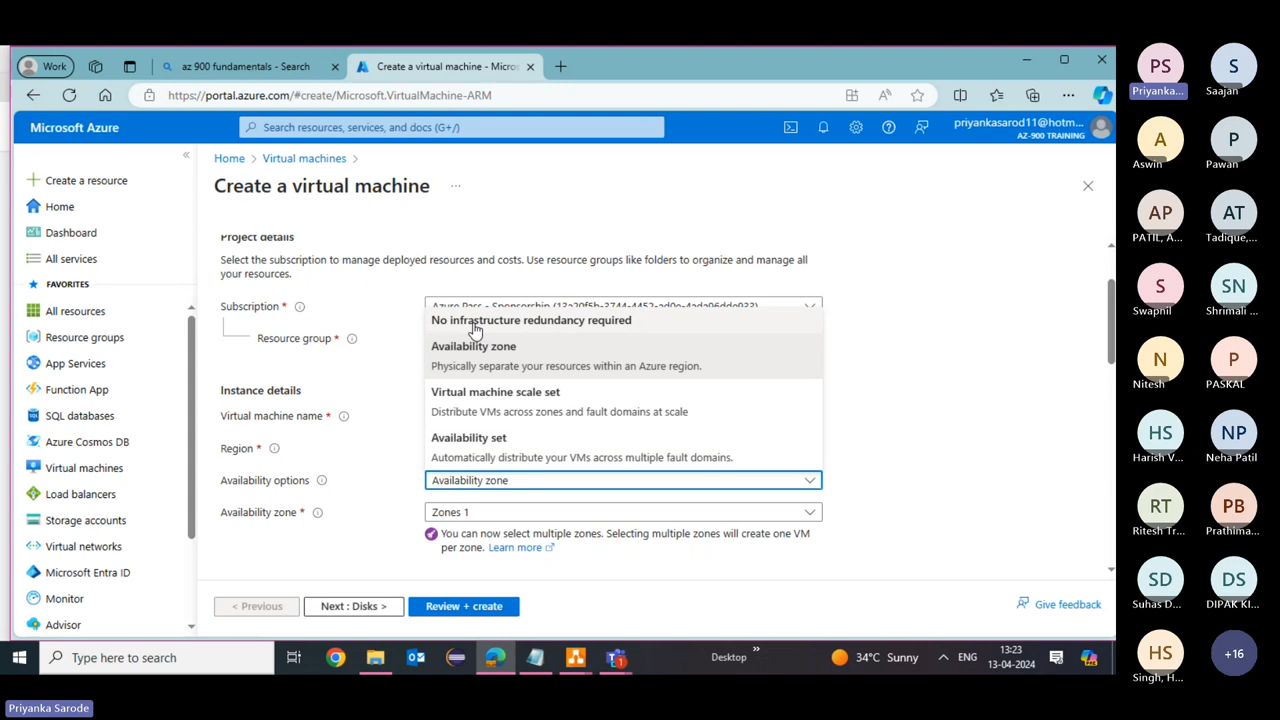 Work
az 900 fundamentals - Search
Create a virtual machine - Micros
https://portal.azure.com/#create/Microsoft.VirtualMachine-ARM
Microsoft Azure
Search resources, services, and docs (G+/)
priyankasarod11@hotm...
AZ-900 TRAINING
Create a resource
Home
Dashboard
All services
FAVORITES
All resources
Resource groups
App Services
Function App
SQL databases
Azure Cosmos DB
Virtual machines
Load balancers
Storage accounts
Virtual networks
Microsoft Entra ID
Monitor
Advisor
Home > Virtual machines >
Create a virtual machine ...
Project details
Select the subscription to manage deployed resources and costs. Use resource groups like folders to organize and manage all
your resources.
Subscription *
Azure Pass - Sponsorship
Resource group *
No infrastructure redundancy required
Availability zone
Physically separate your resources within an Azure region.
Virtual machine scale set
Distribute VMs across zones and fault domains at scale
Availability set
Automatically distribute your VMs across multiple fault domains.
Instance details
Virtual machine name *
Region *
Availability options
Availability zone
Availability zone *
Zones 1
You can now select multiple zones. Selecting multiple zones will create one VM
per zone. Learn more
< Previous
Next : Disks >
Review + create
Give feedback
Type here to search
Desktop
34°C Sunny
ENG
13:23
13-04-2024
Priyanka Sarode
PS
Priyanka...
S
Saajan
A
Aswin
P
Pawan
AP
PATIL, A...
AT
Tadique,...
S
Swapnil
SN
Shrimali ...
N
Nitesh
P
PASKAL
HS
Harish V...
NP
Neha Patil
RT
Ritesh Tr...
PB
Prathima...
SD
Suhas D...
DS
DIPAK KI...
HS
Singh, H...
+16